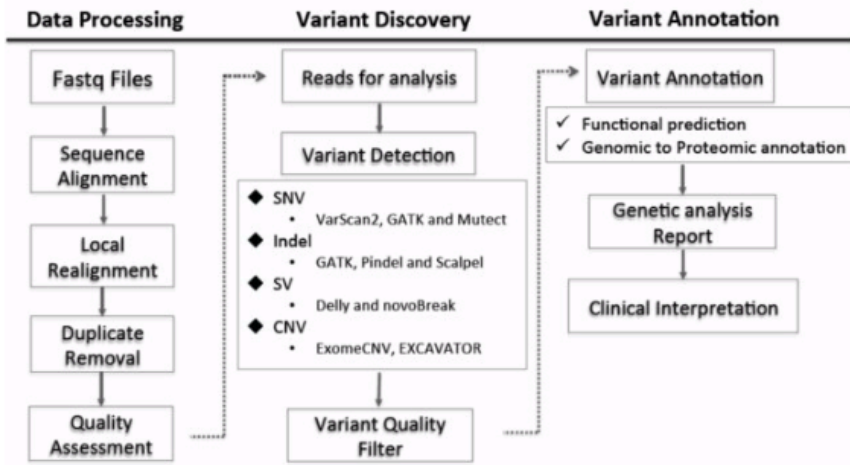 Data Processing
Fastq Files
Sequence
Alignment
Local
Realignment
Duplicate
Removal
Quality
Assessment
Variant Discovery
Reads for analysis
Variant Detection
◆ SNV
• VarScan2, GATK and Mutect
◆ Indel
• GATK, Pindel and Scalpel
◆ SV
• Delly and novoBreak
◆ CNV
• ExomeCNV, EXCAVATOR
Variant Quality
Filter
Variant Annotation
Variant Annotation
✓ Functional prediction
✓ Genomic to Proteomic annotation
Genetic analysis
Report
Clinical Interpretation